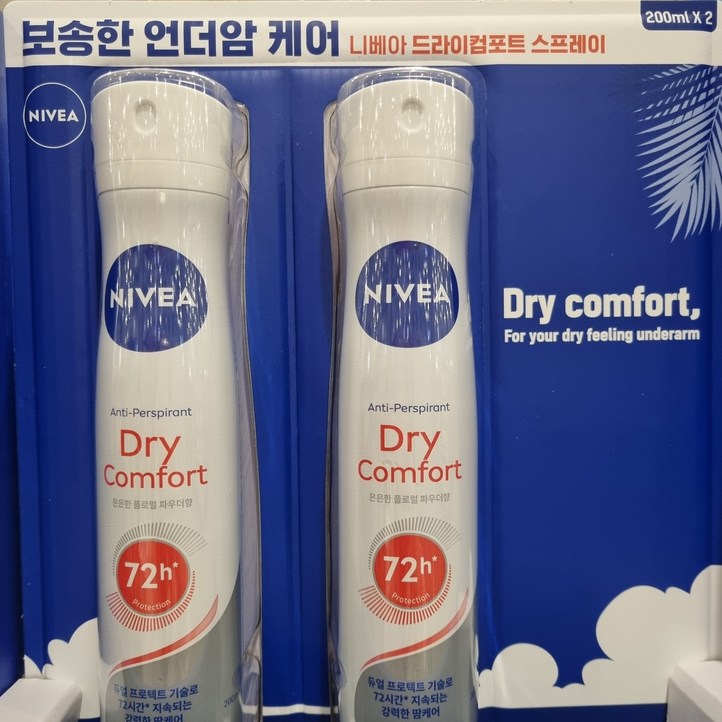 보송한 언더암 케어 니베아 드라이컴포트 스프레이
200ml X 2
NIVEA
NIVEA
Anti-Perspirant
Dry
Comfort
은은한 플로럴 파우더향
72h*
Protection
듀얼 프로텍트 기술로
72시간* 지속되는
강력한 땀케어
NIVEA
Anti-Perspirant
Dry
Comfort
은은한 플로럴 파우더향
72h*
Protection
듀얼 프로텍트 기술로
72시간* 지속되는
강력한 땀케어
Dry comfort,
For your dry feeling underarm